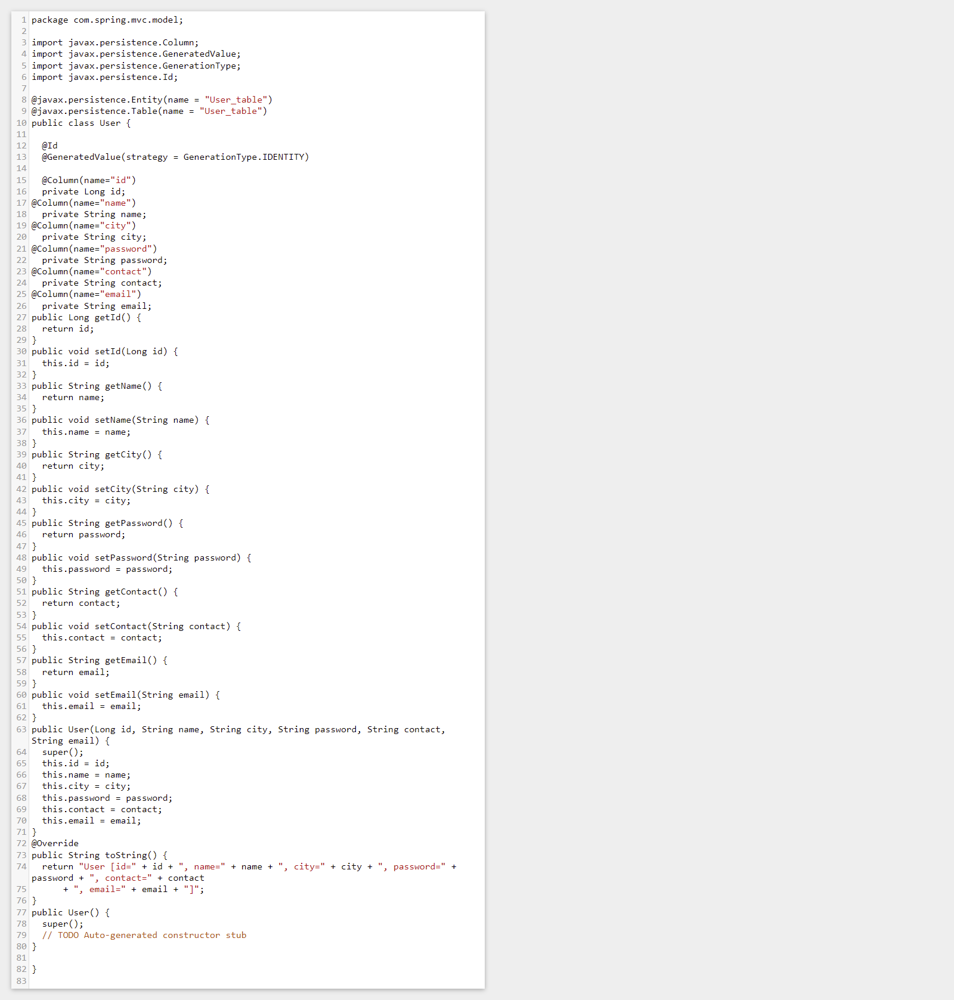 1 package com.spring.mvc.model;
2
3 import javax.persistence.Column;
4 import javax.persistence.GeneratedValue;
5 import javax.persistence.GenerationType;
6 import javax.persistence.Id;
7
8 @javax.persistence.Entity(name = "User_table")
9 @javax.persistence.Table(name = "User_table")
10 public class User {
11
12   @Id
13   @GeneratedValue(strategy = GenerationType.IDENTITY)
14
15   @Column(name="id")
16   private Long id;
17 @Column(name="name")
18   private String name;
19 @Column(name="city")
20   private String city;
21 @Column(name="password")
22   private String password;
23 @Column(name="contact")
24   private String contact;
25 @Column(name="email")
26   private String email;
27 public Long getId() {
28   return id;
29 }
30 public void setId(Long id) {
31   this.id = id;
32 }
33 public String getName() {
34   return name;
35 }
36 public void setName(String name) {
37   this.name = name;
38 }
39 public String getCity() {
40   return city;
41 }
42 public void setCity(String city) {
43   this.city = city;
44 }
45 public String getPassword() {
46   return password;
47 }
48 public void setPassword(String password) {
49   this.password = password;
50 }
51 public String getContact() {
52   return contact;
53 }
54 public void setContact(String contact) {
55   this.contact = contact;
56 }
57 public String getEmail() {
58   return email;
59 }
60 public void setEmail(String email) {
61   this.email = email;
62 }
63 public User(Long id, String name, String city, String password, String contact,
String email) {
64   super();
65   this.id = id;
66   this.name = name;
67   this.city = city;
68   this.password = password;
69   this.contact = contact;
70   this.email = email;
71 }
72 @Override
73 public String toString() {
74   return "User [id=" + id + ", name=" + name + ", city=" + city + ", password=" +
password + ", contact=" + contact
75       + ", email=" + email + "]";
76 }
77 public User() {
78   super();
79   // TODO Auto-generated constructor stub
80 }
81
82 }
83